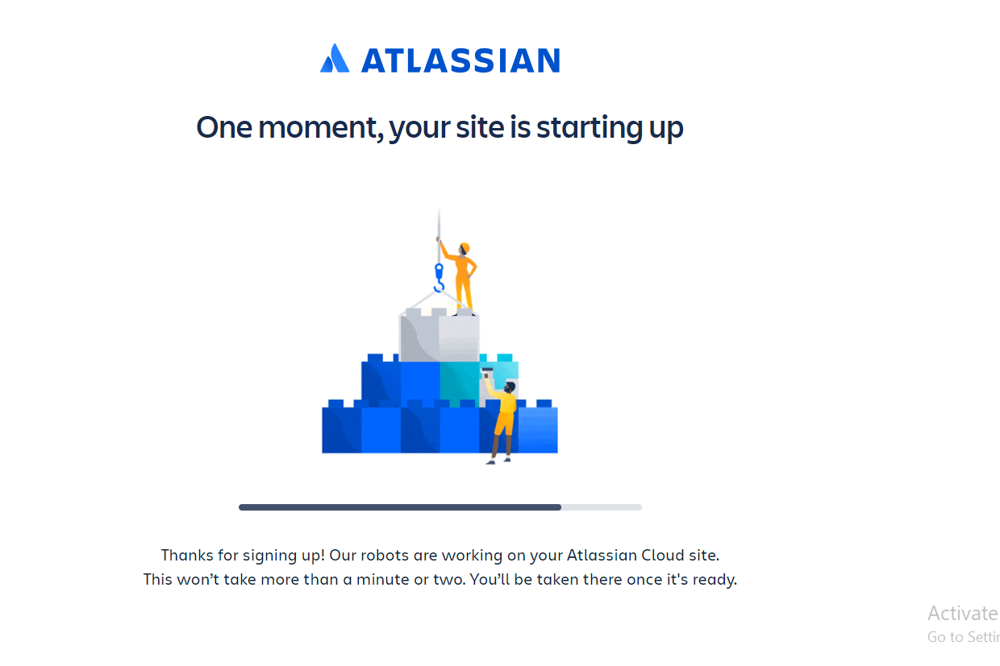 ATLASSIAN
One moment, your site is starting up
Thanks for signing up! Our robots are working on your Atlassian Cloud site.
This won’t take more than a minute or two. You’ll be taken there once it's ready.
Activate
Go to